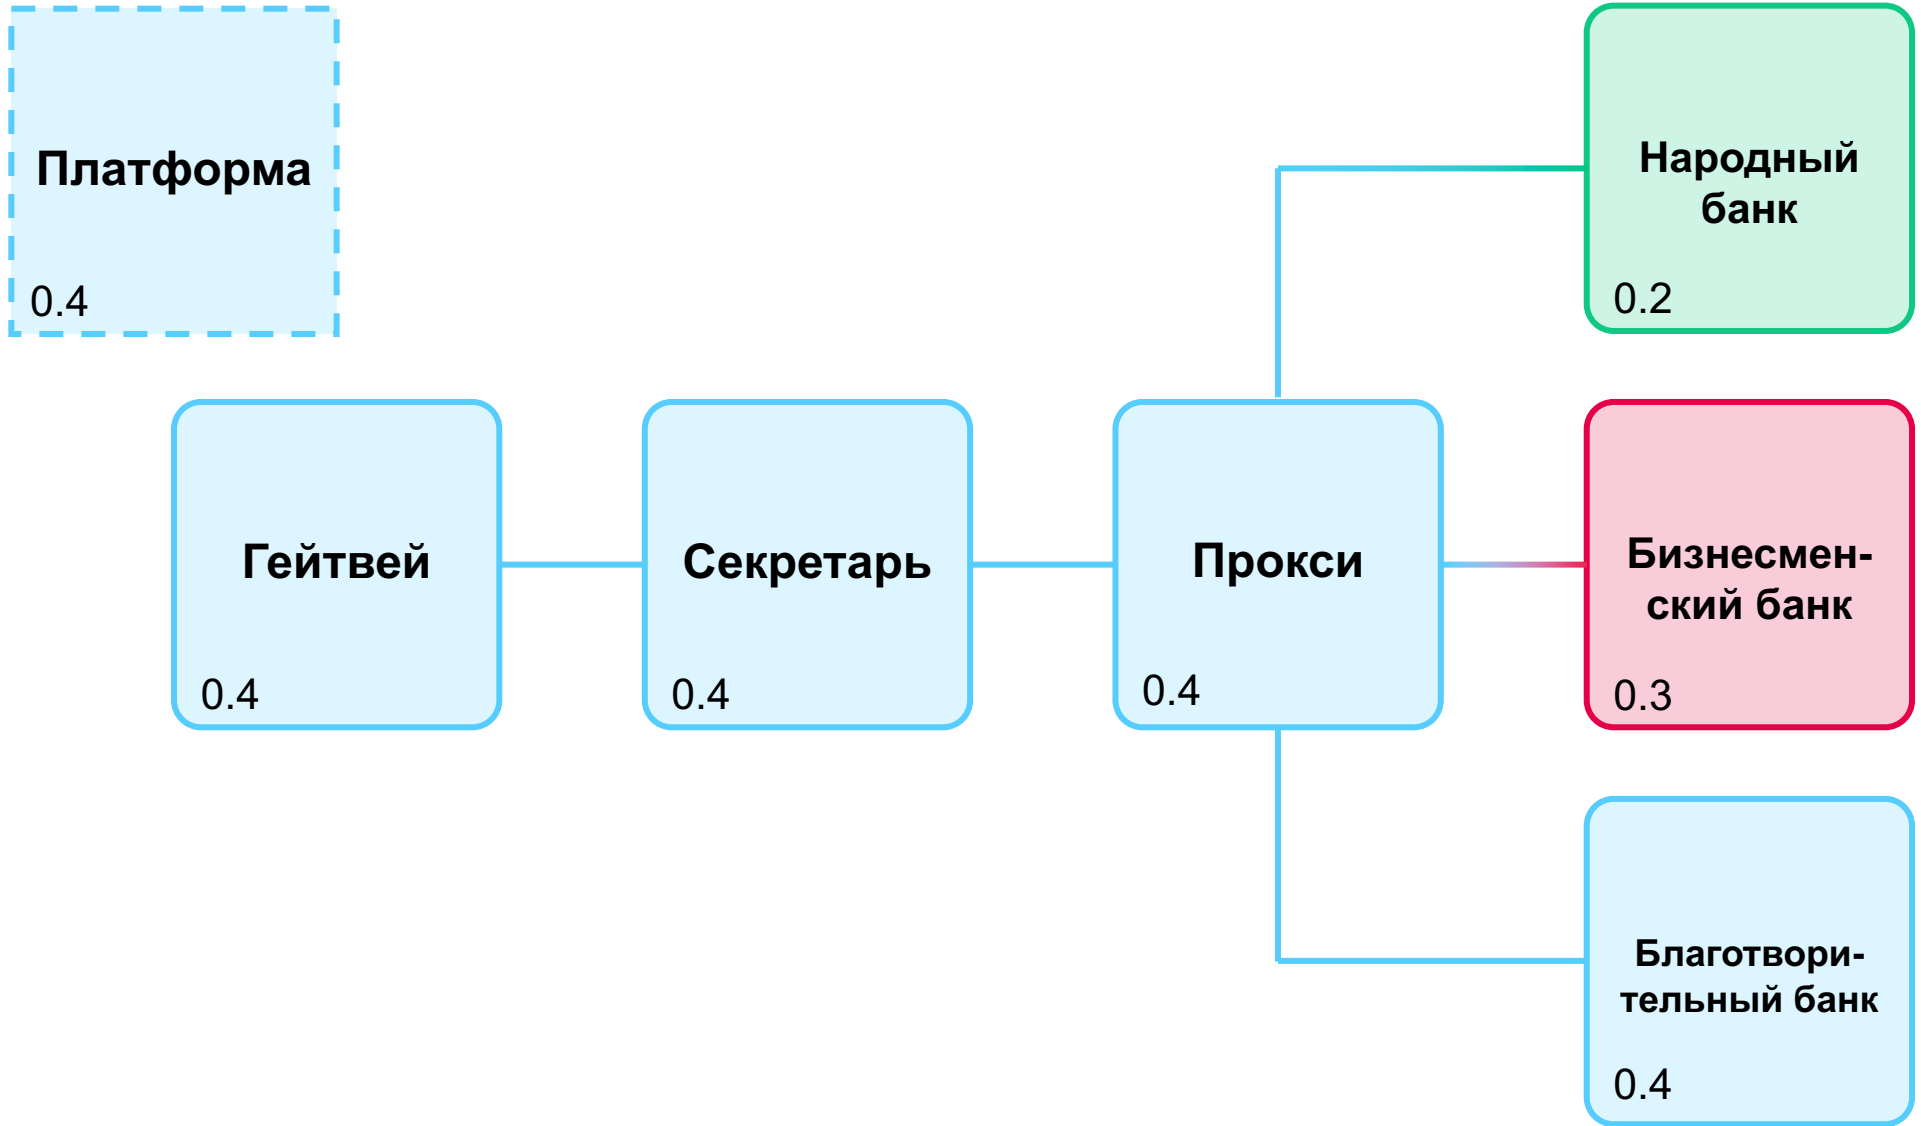 Платформа
0.4
Народный
банк
0.2
Гейтвей
0.4
Секретарь
0.4
Прокси
0.4
Бизнесмен-
ский банк
0.3
Благотвори-
тельный банк
0.4